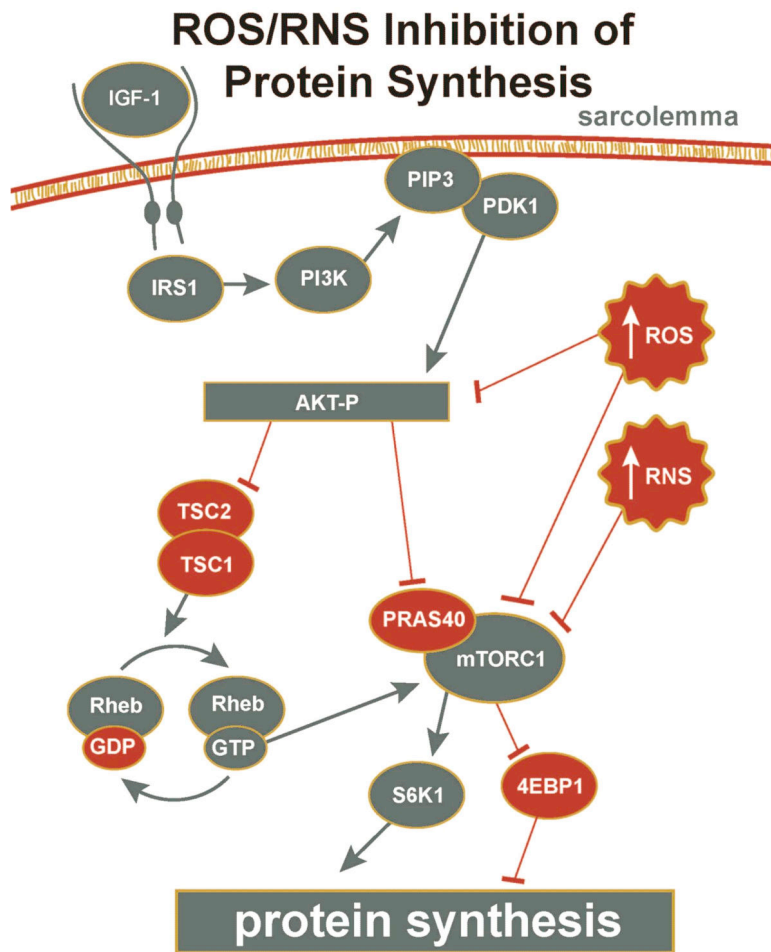 ROS/RNS Inhibition of
Protein Synthesis
sarcolemma
IGF-1
PIP3
PDK1
IRS1
PI3K
ROS
AKT-P
RNS
TSC2
TSC1
PRAS40
mTORC1
Rheb
GDP
Rheb
GTP
S6K1
4EBP1
protein synthesis